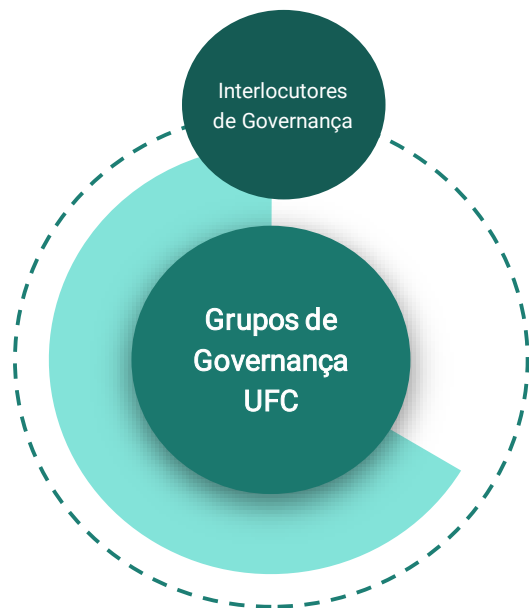 Interlocutores
de Governança
Grupos de
Governança
UFC